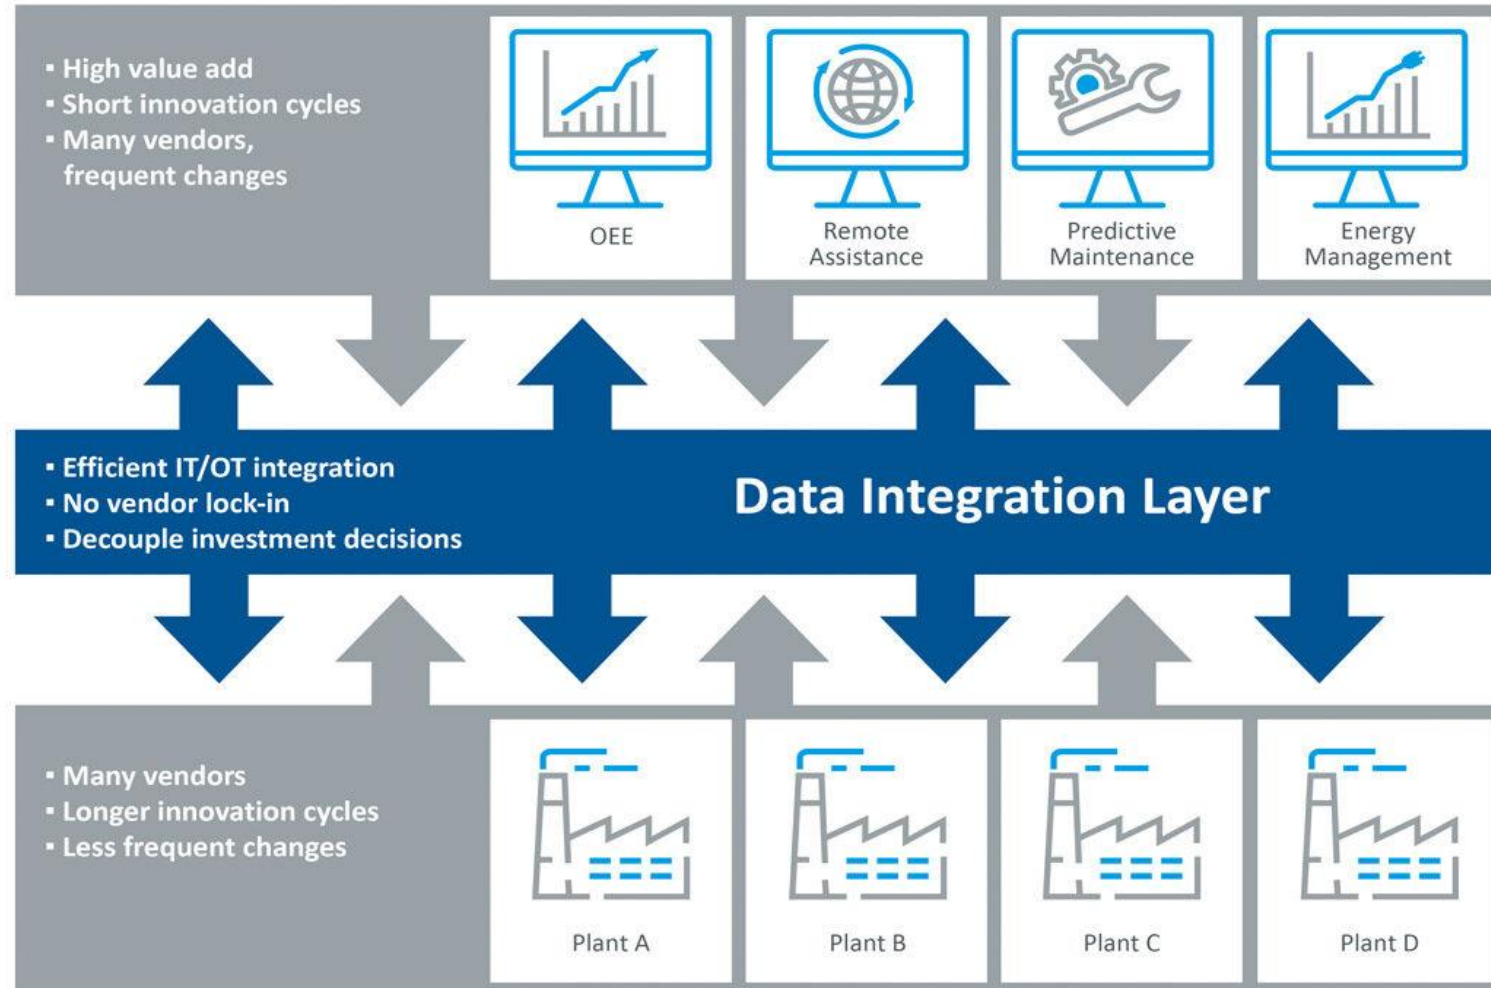 ▪ High value add
▪ Short innovation cycles
▪ Many vendors,
frequent changes
OEE
Remote
Assistance
Predictive
Maintenance
Energy
Management
▪ Efficient IT/OT integration
▪ No vendor lock-in
▪ Decouple investment decisions
Data Integration Layer
▪ Many vendors
▪ Longer innovation cycles
▪ Less frequent changes
Plant A
Plant B
Plant C
Plant D